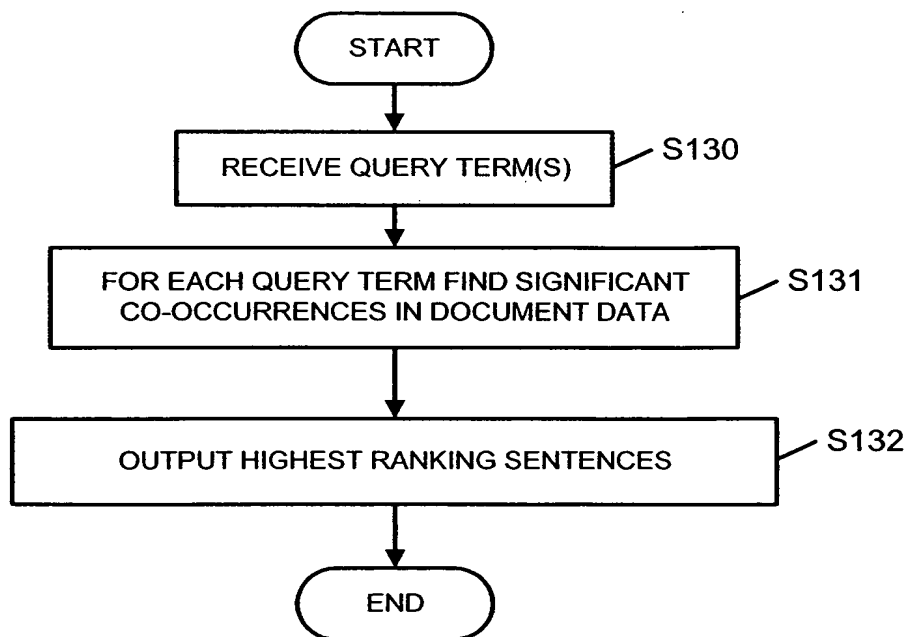 START
RECEIVE QUERY TERM(S)
S130
FOR EACH QUERY TERM FIND SIGNIFICANT
CO-OCCURRENCES IN DOCUMENT DATA
S131
OUTPUT HIGHEST RANKING SENTENCES
S132
END